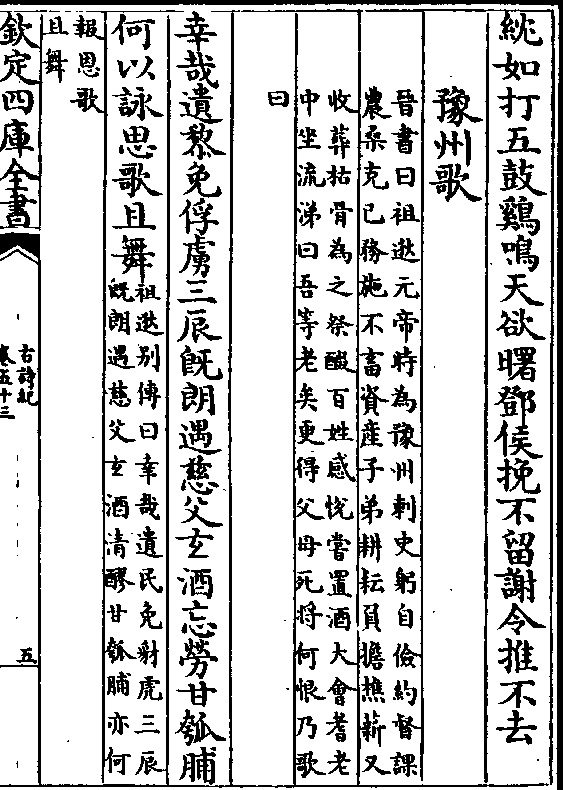 紞如打五鼓鷄鳴天欲曙鄧侯挽不留謝令推不去
豫州歌
晉書曰祖逖元帝時為豫州刺史躬自儉約督課
農桑克已務施不畜資産子弟耕耘負擔樵薪又
收葬枯骨為之祭醊百姓感悅嘗置酒大會耆老
中坐流涕曰吾等老矣更得父母死將何恨乃歌
曰
幸哉遺黎免俘虜三辰旣朗遇慈父玄酒忘勞甘瓠脯
何以詠思歌且舞
祖逖别傳曰幸哉遺民免豺虎三辰
旣朗遇慈父玄酒清醪甘瓠脯亦何
報恩歌
且舞
欽定四庫全書
古詩紀
卷五十三
五